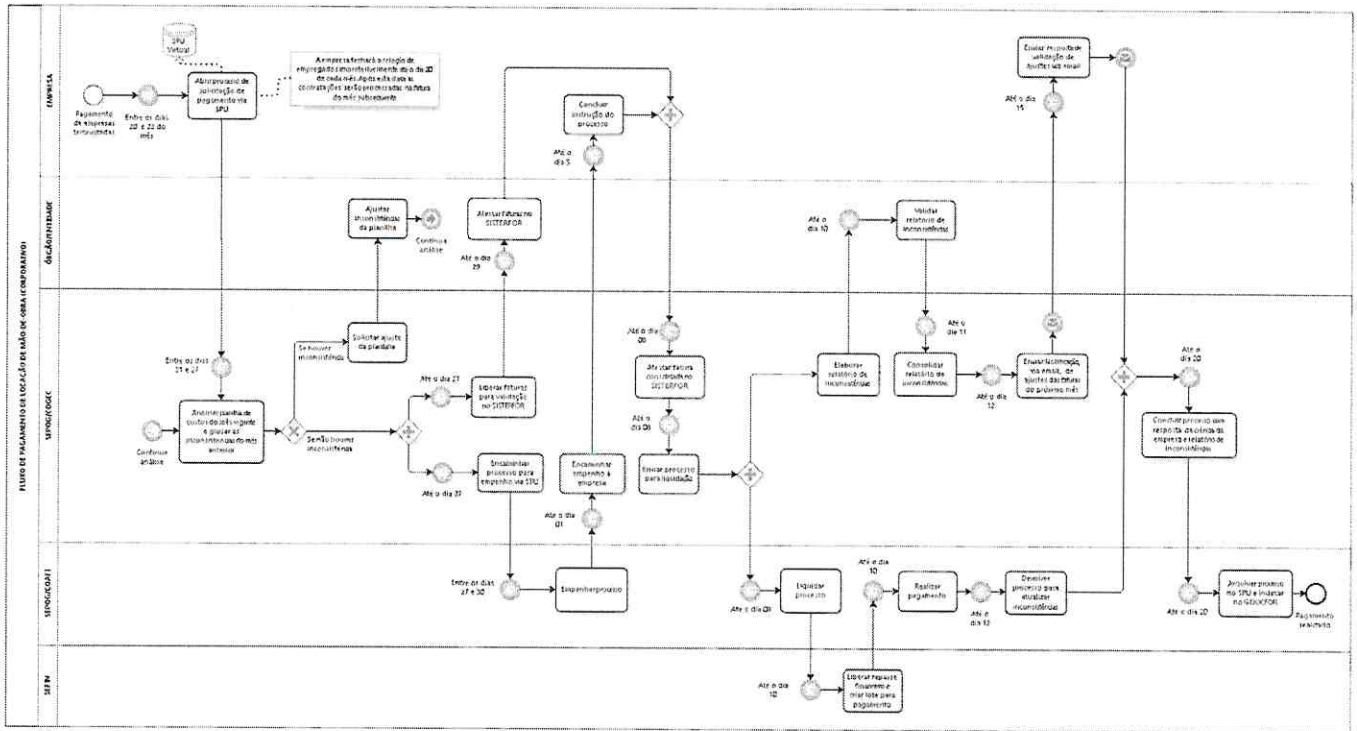 FLUXO DE PAGAMENTO DE LOCAÇÃO DE MÃO-DE-OBRA (CORPORATIVO)
EMPRESA
SPU
Virtual
Abrir processo de
solicitação de
pagamento via
SPU
A empresa fechará a relação de
empregados até o dia 20
de cada mês. Após esta data as
contratações serão
do mês subsequente
Pagamento
de empresas
terceirizadas
Entre os dias
20 e 25 do
mês
Concluir
instrução do
processo
Até o
dia 5
Enviar resposta de
validação de
ajustes via email
Até o dia
15
ÓRGÃO/ENTIDADE
Ajustar
inconsistências
da planilha
Continua
análise
Atestar faturas no
SISTERFOR
Até o dia
29
Até o
dia 10
Validar
relatório de
inconsistências
SEPOG/COGEC
Entre os dias
21 e 27
Continuar
análise
Analisar planilha de
custos do mês vigente
e glosar as
inconsistências do mês
anterior
Se houver
inconsistência
Solicitar ajuste
da planilha
Se não houver
inconsistência
Até o dia 27
Liberar faturas
para validação
no SISTERFOR
Até o dia 27
Encaminhar
processo para
empenho via SPU
Encaminhar
empenho à
empresa
Até o dia
01
Até o dia
08
Atestar fatura
consolidada no
SISTERFOR
Até o
dia 08
Enviar processo
para liquidação
Elaborar
relatório de
inconsistências
Até o
dia 11
Consolidar
relatório de
inconsistências
Até o dia
12
Enviar notificação,
via email, de
ajustes das faturas
do próximo mês
Até o
dia 20
Concluir processo com
resposta da ciência da
empresa e relatório de
inconsistências
SEPOG/COAFI
Entre os dias
27 e 30
Empenhar processo
Até o dia 09
Liquidar
processo
Até o dia
10
Realizar
pagamento
Até o
dia 12
Devolver
processo para
atualizar
inconsistências
Até o dia 20
Arquivar processo
no SPU e indexar
no GEDOCFOR
Pagamento
realizado
SEFIN
Até o dia
10
Liberar repasse
financeiro e
criar lote para
pagamento